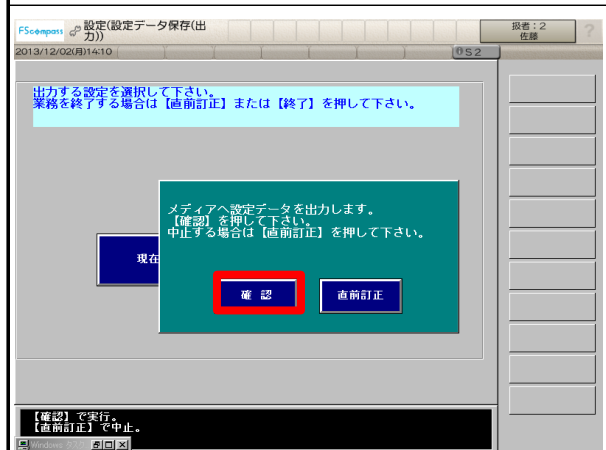 FScompass 設定(設定データ保存(出
力))
扱者:2
佐藤
?
2013/12/02(月)14:10
0S2
出力する設定を選択して下さい。
業務を終了する場合は【直前訂正】または【終了】を押して下さい。
メディアへ設定データを出力します。
【確認】を押して下さい。
中止する場合は【直前訂正】を押して下さい。
現在
確 認
直前訂正
【確認】で実行。
【直前訂正】で中止。
Windows タスク